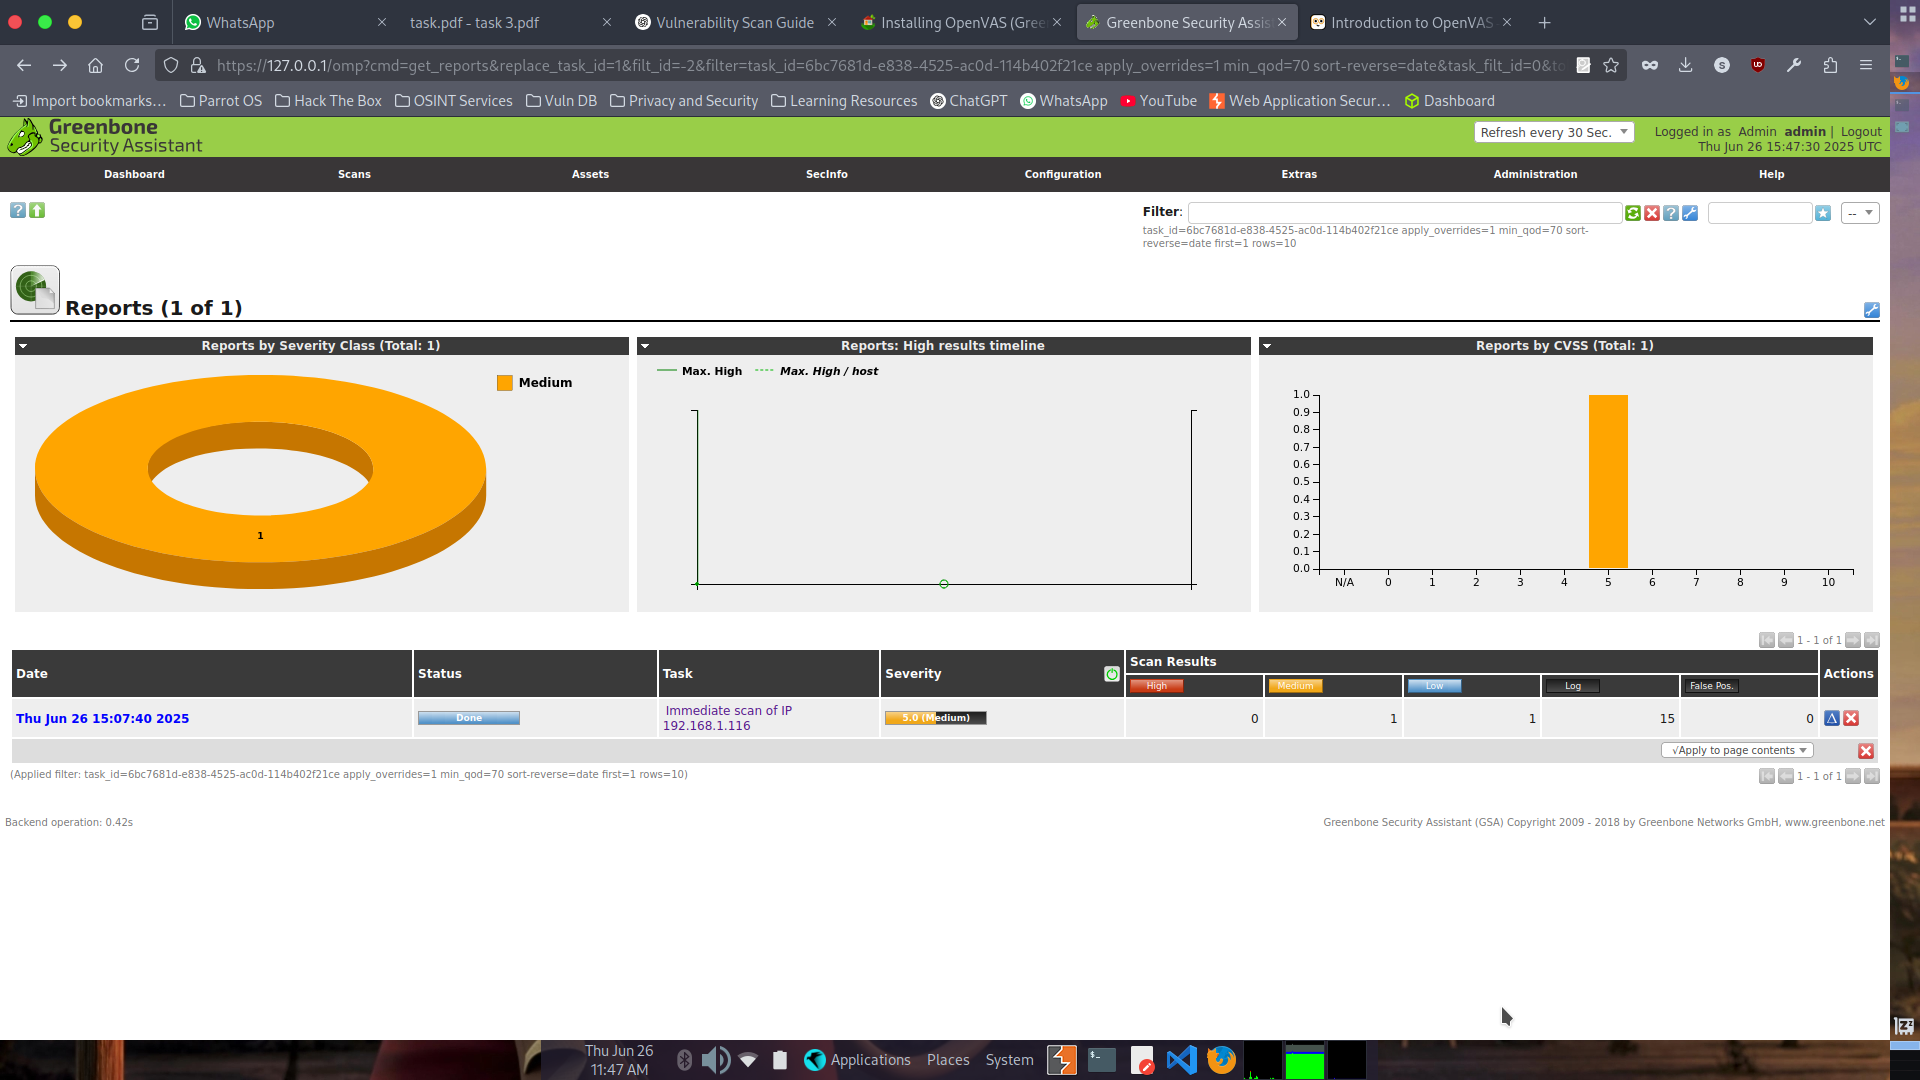 WhatsApp
task.pdf - task 3.pdf
Vulnerability Scan Guide
Installing OpenVAS (Gree
Greenbone Security Assis
Introduction to OpenVAS
https://127.0.0.1/omp?cmd=get_reports&replace_task_id=1&filt_id=-2&filter=task_id=6bc7681d-e838-4525-ac0d-114b402f21ce apply_overrides=1 min_qod=70 sort-reverse=date&task_filt_id=0&to
Import bookmarks… Parrot OS Hack The Box OSINT Services Vuln DB Privacy and Security Learning Resources ChatGPT WhatsApp YouTube Web Application Secur… Dashboard
Greenbone
Security Assistant
Refresh every 30 Sec.
Logged in as Admin admin | Logout
Thu Jun 26 15:47:30 2025 UTC
Dashboard Scans Assets SecInfo Configuration Extras Administration Help
Filter:
--
task_id=6bc7681d-e838-4525-ac0d-114b402f21ce apply_overrides=1 min_qod=70 sort-
reverse=date first=1 rows=10
Reports (1 of 1)
Reports by Severity Class (Total: 1)
Medium
1
Reports: High results timeline
Max. High Max. High / host
Reports by CVSS (Total: 1)
1.0
0.9
0.8
0.7
0.6
0.5
0.4
0.3
0.2
0.1
0.0
N/A 0 1 2 3 4 5 6 7 8 9 10
1 - 1 of 1
Date Status Task Severity Scan Results Actions
High Medium Low Log False Pos.
Thu Jun 26 15:07:40 2025 Done Immediate scan of IP 5.0 (Medium) 0 1 1 15 0
192.168.1.116
√Apply to page contents
(Applied filter: task_id=6bc7681d-e838-4525-ac0d-114b402f21ce apply_overrides=1 min_qod=70 sort-reverse=date first=1 rows=10)
1 - 1 of 1
Backend operation: 0.42s
Greenbone Security Assistant (GSA) Copyright 2009 - 2018 by Greenbone Networks GmbH, www.greenbone.net
Thu Jun 26
11:47 AM
Applications Places System